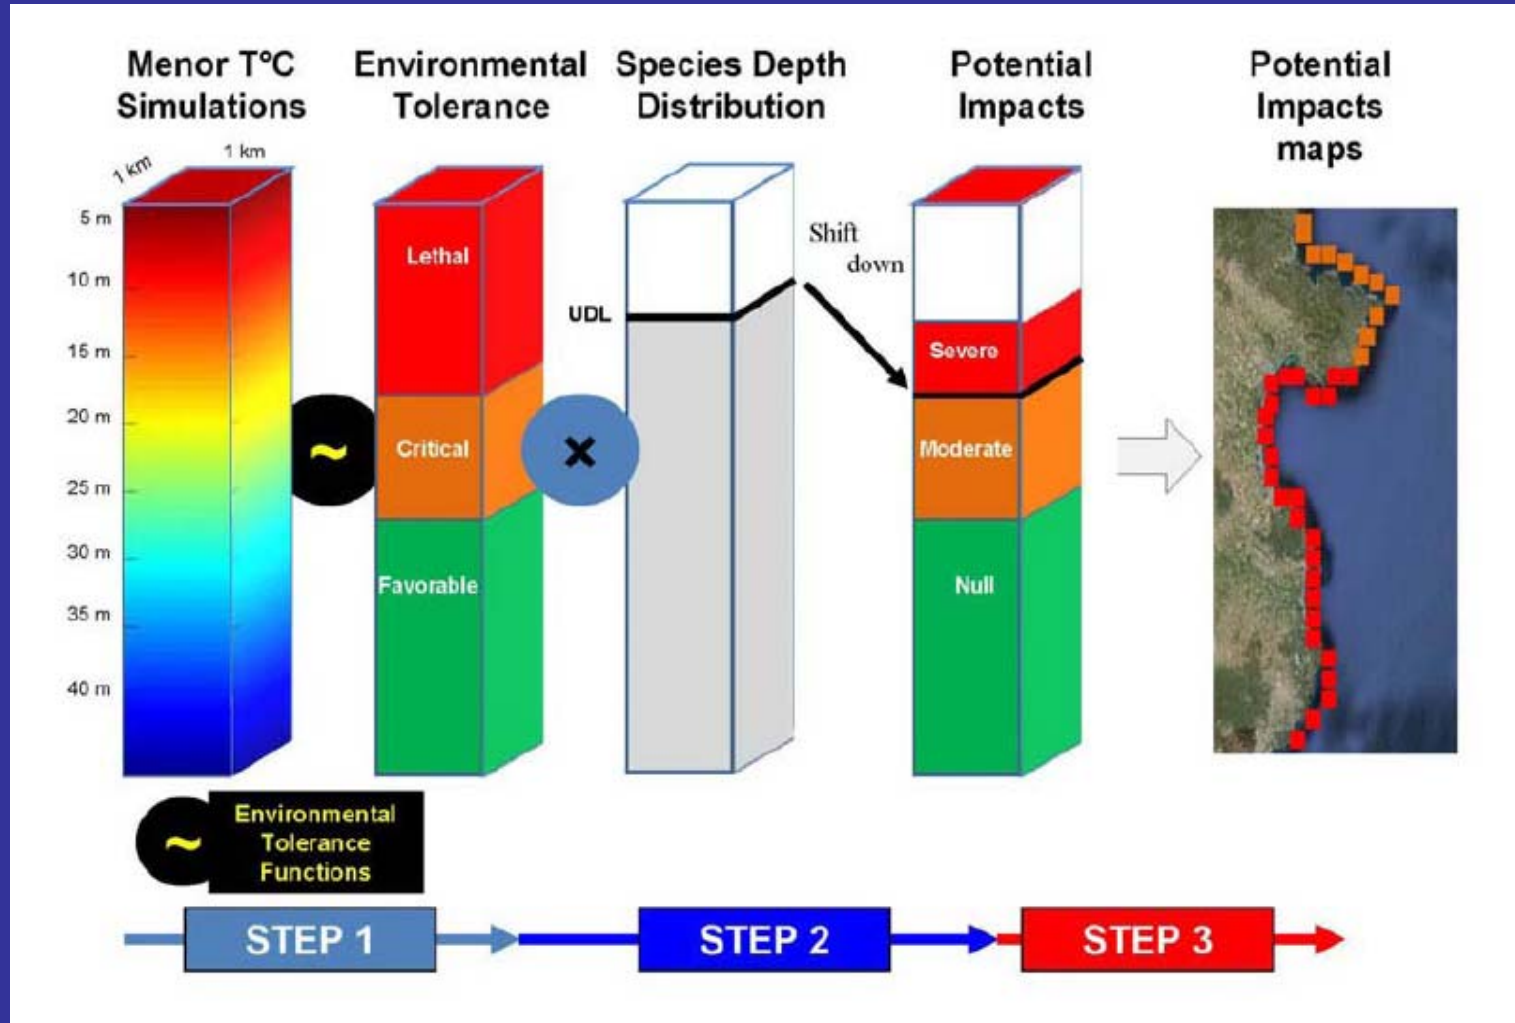 Menor T°C
Simulations
Environmental
Tolerance
Species Depth
Distribution
Potential
Impacts
Potential
Impacts
maps
1 km
1 km
5 m
10 m
15 m
20 m
25 m
30 m
35 m
40 m
~
Lethal
Critical
Favorable
×
UDL
Shift
down
Severe
Moderate
Null
~
Environmental
Tolerance
Functions
STEP 1
STEP 2
STEP 3